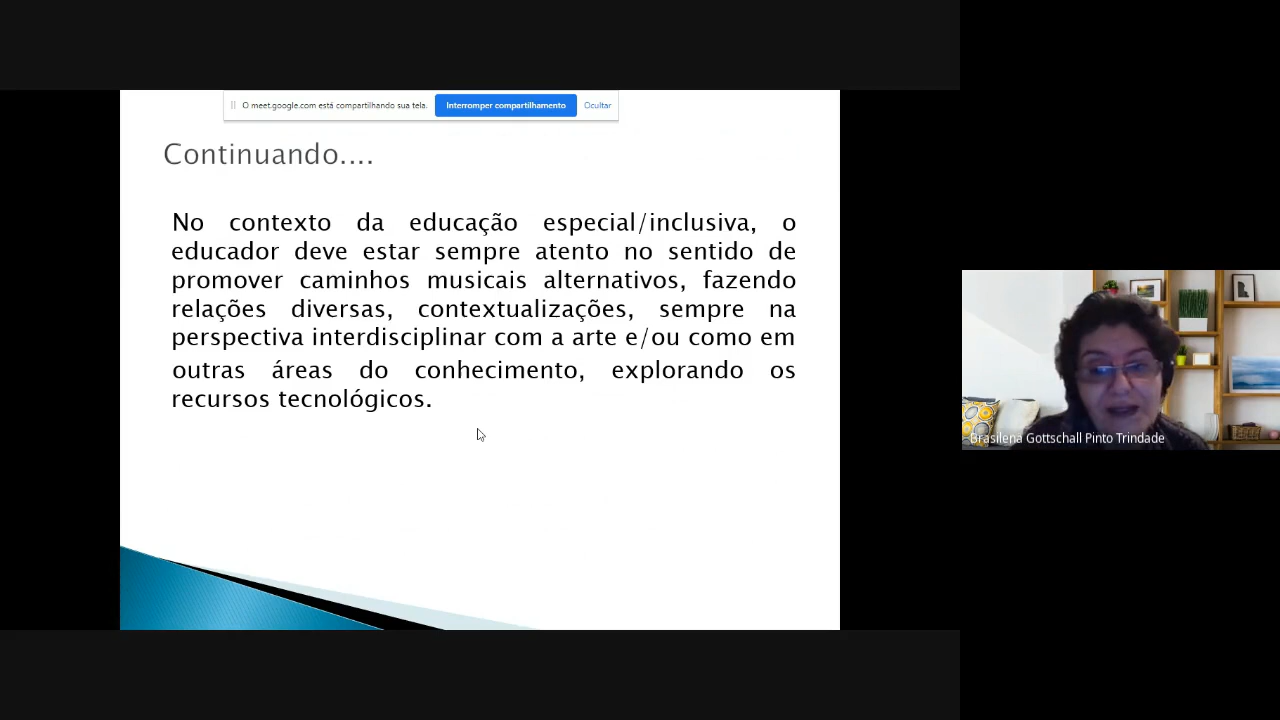 O meet.google.com está compartilhando sua tela.
Interromper compartilhamento
Ocultar
Continuando....
No contexto da educação especial/inclusiva, o
educador deve estar sempre atento no sentido de
promover caminhos musicais alternativos, fazendo
relações diversas, contextualizações, sempre na
perspectiva interdisciplinar com a arte e/ou como em
outras áreas do conhecimento, explorando os
recursos tecnológicos.
Brasilena Gottschall Pinto Trindade